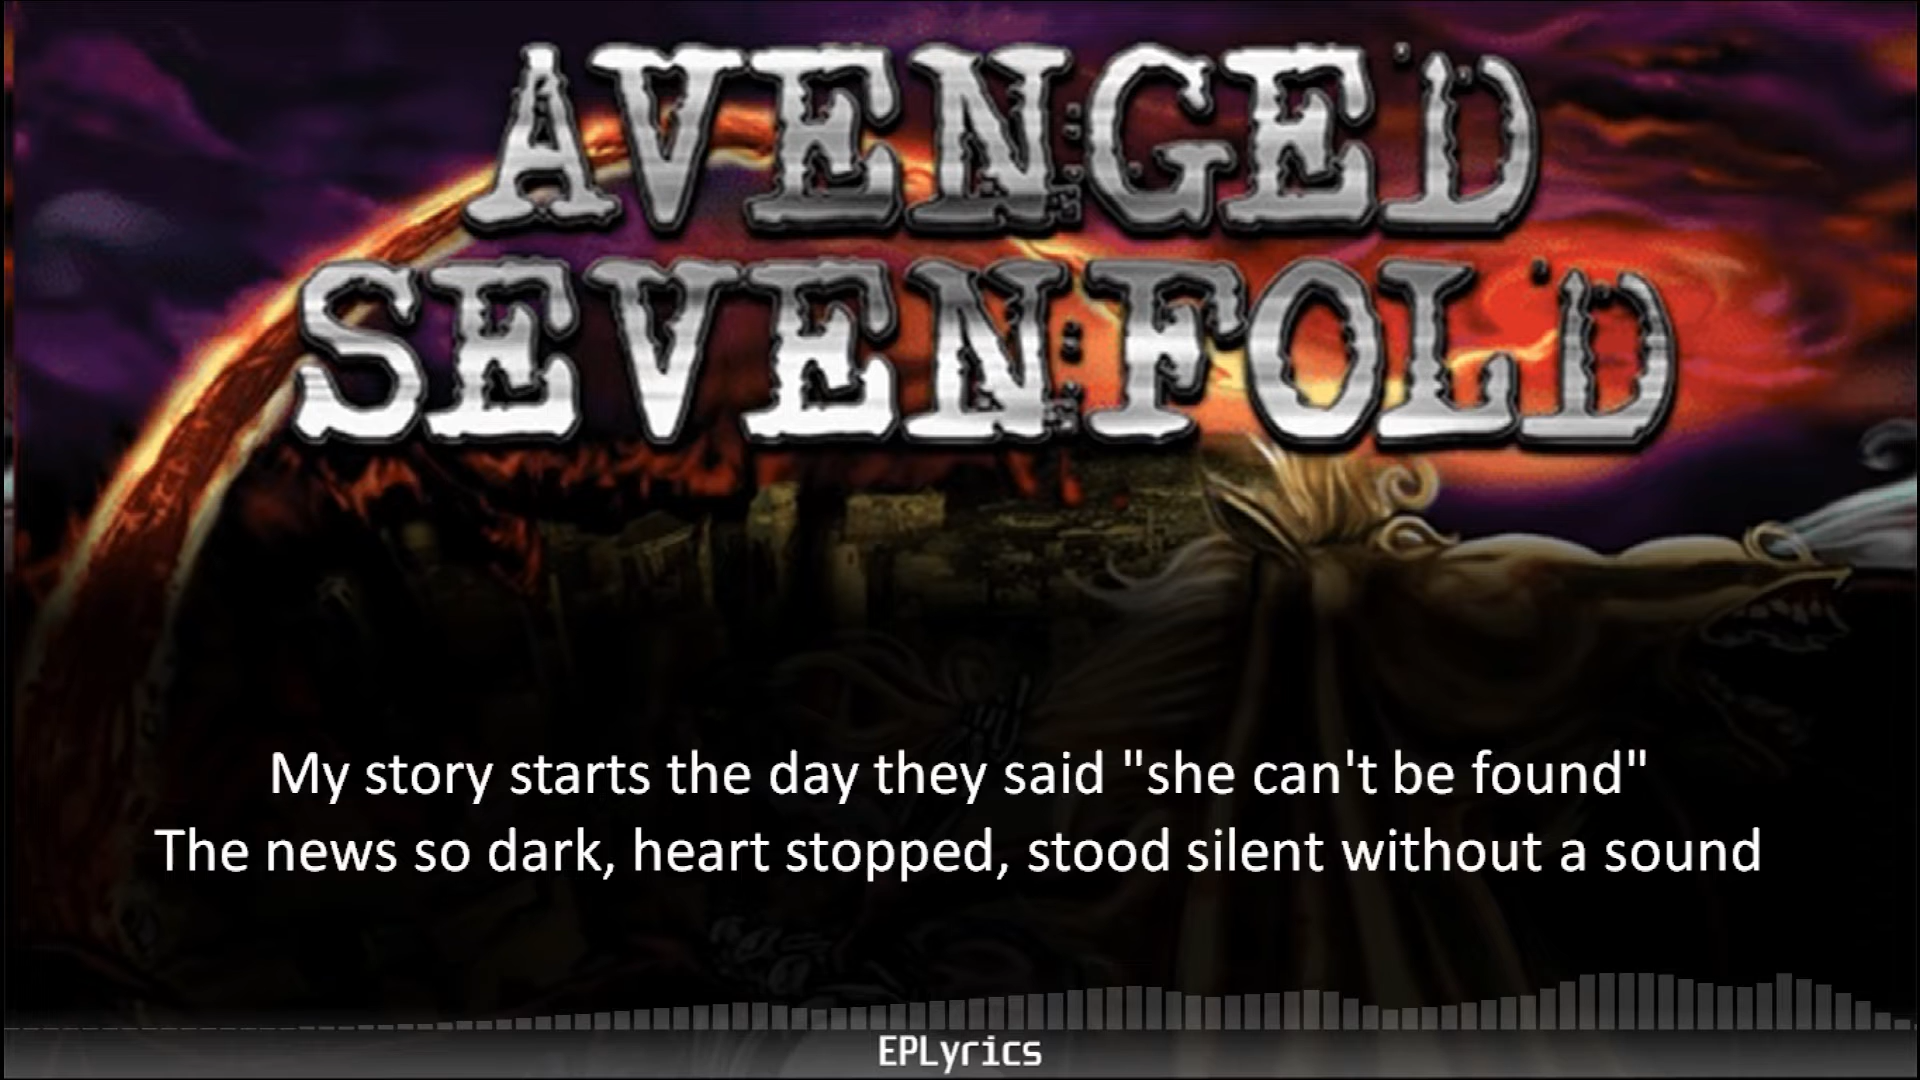 AVENGED
SEVENFOLD
My story starts the day they said "she can't be found"
The news so dark, heart stopped, stood silent without a sound
EPLyrics